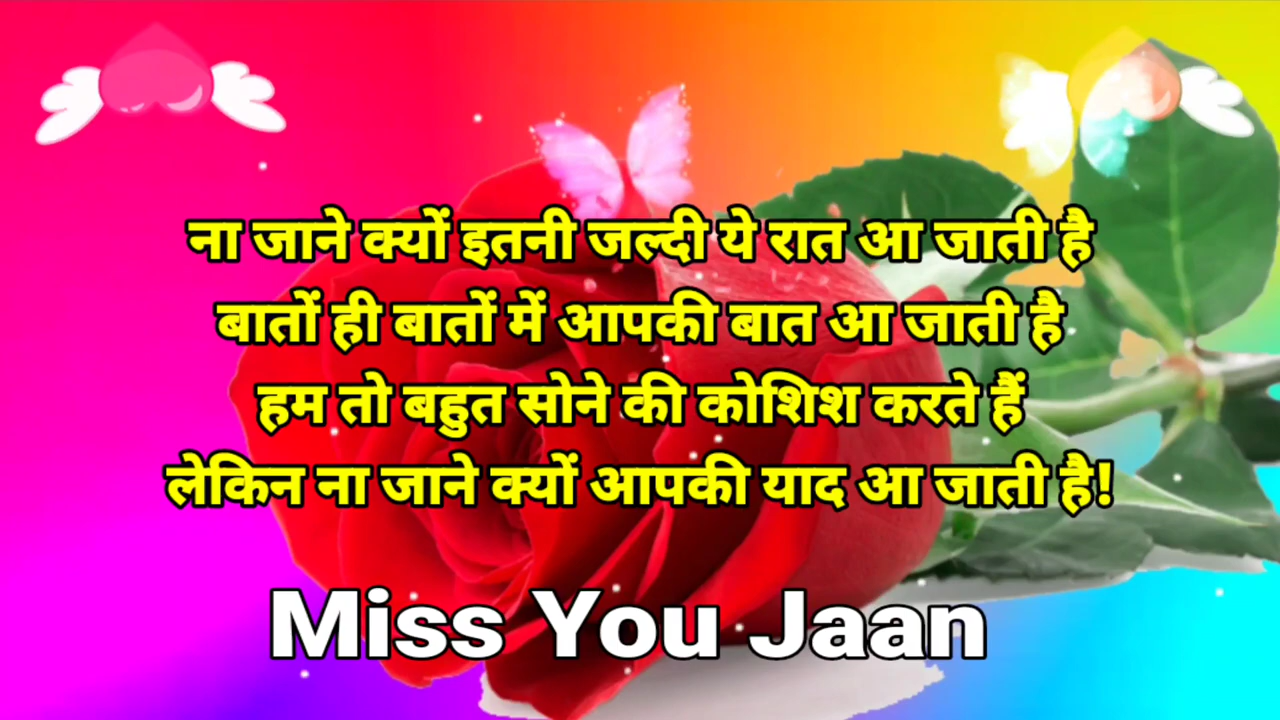 ना जाने क्यों इतनी जल्दी ये रात आ जाती है
बातों ही बातों में आपकी बात आ जाती है
हम तो बहुत सोने की कोशिश करते हैं
लेकिन ना जाने क्यों आपकी याद आ जाती है!
Miss You Jaan